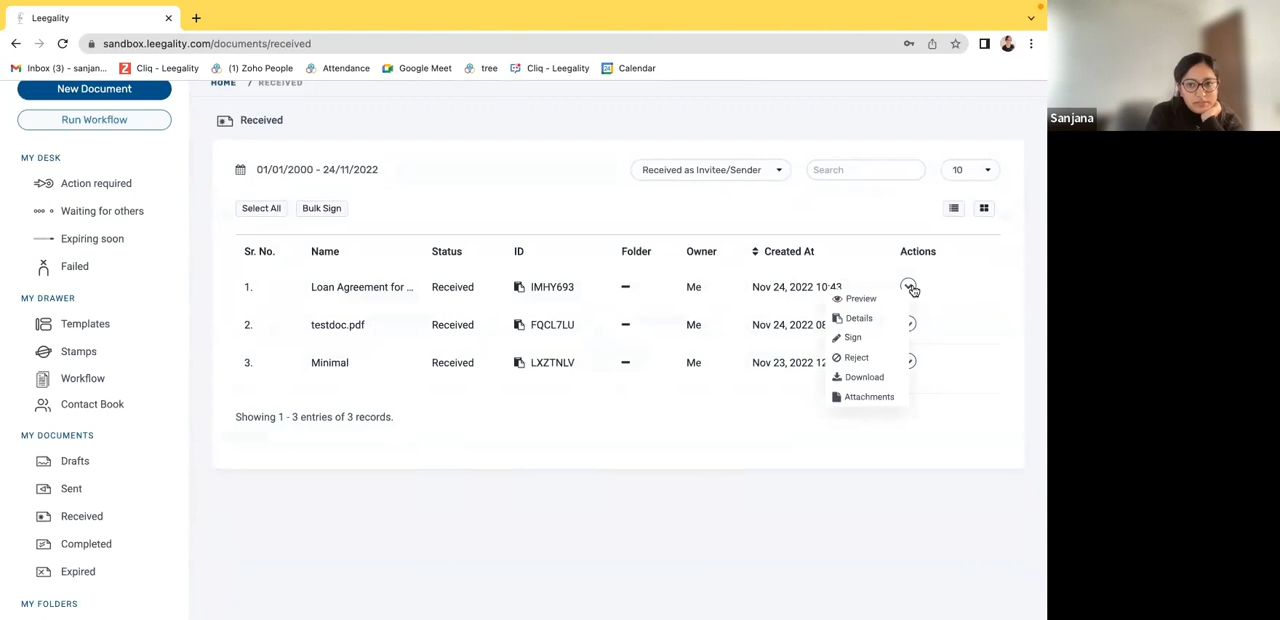 Leegality
sandbox.leegality.com/documents/received
Inbox (3) - sanjan... Cliq - Leegality (1) Zoho People Attendance Google Meet tree Cliq - Leegality Calendar
New Document
Run Workflow
MY DESK
Action required
Waiting for others
Expiring soon
Failed
MY DRAWER
Templates
Stamps
Workflow
Contact Book
MY DOCUMENTS
Drafts
Sent
Received
Completed
Expired
MY FOLDERS
HOME / RECEIVED
Received
01/01/2000 - 24/11/2022 Received as Invitee/Sender Search 10
Select All Bulk Sign
Sr. No. Name Status ID Folder Owner Created At Actions
1. Loan Agreement for ... Received IMHY693 Me Nov 24, 2022 10:43
2. testdoc.pdf Received FQCL7LU Me Nov 24, 2022 08
3. Minimal Received LXZTNLV Me Nov 23, 2022 12
Preview
Details
Sign
Reject
Download
Attachments
Showing 1 - 3 entries of 3 records.
Sanjana